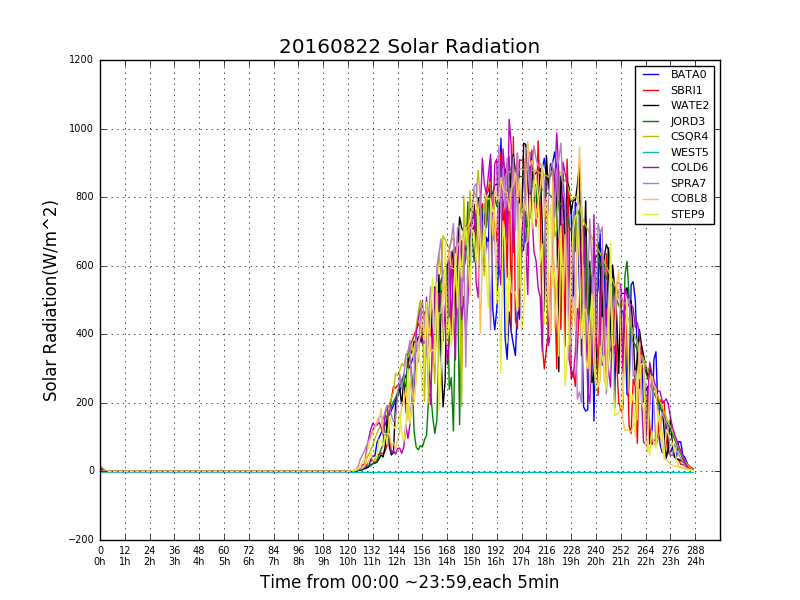 20160822 Solar Radiation
1200
1000
800
600
400
200
0
−200
Solar Radiation(W/m^2)
BATA0
SBRI1
WATE2
JORD3
CSQR4
WEST5
COLD6
SPRA7
COBL8
STEP9
0 12 24 36 48 60 72 84 96 108 120 132 144 156 168 180 192 204 216 228 240 252 264 276 288
0h 1h 2h 3h 4h 5h 6h 7h 8h 9h 10h 11h 12h 13h 14h 15h 16h 17h 18h 19h 20h 21h 22h 23h 24h
Time from 00:00 ~23:59,each 5min